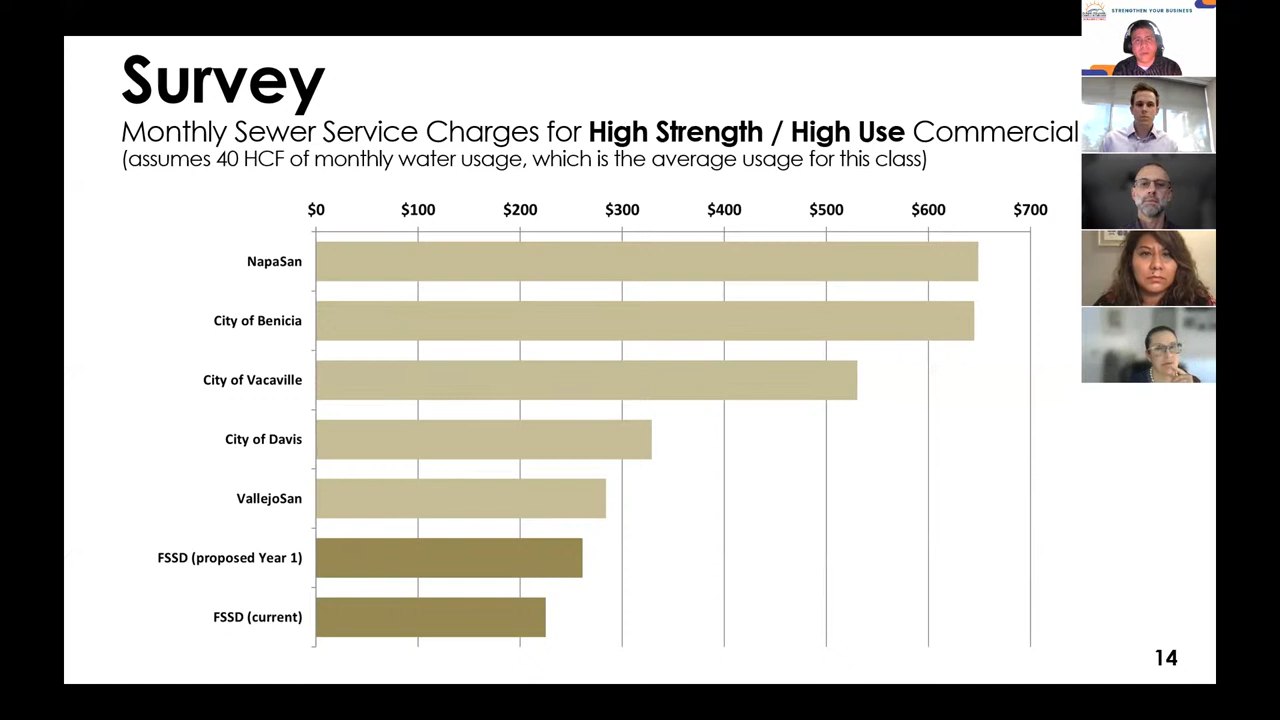 STRENGTHEN YOUR BUSINESS
Survey
Monthly Sewer Service Charges for High Strength / High Use Commercial
(assumes 40 HCF of monthly water usage, which is the average usage for this class)
$0 $100 $200 $300 $400 $500 $600 $700
NapaSan
City of Benicia
City of Vacaville
City of Davis
VallejoSan
FSSD (proposed Year 1)
FSSD (current)
14